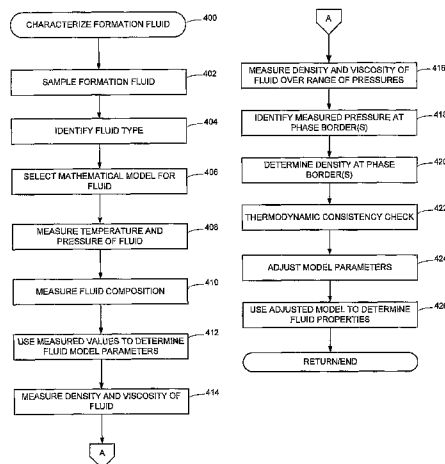 CHARACTERIZE FORMATION FLUID
400
SAMPLE FORMATION FLUID
402
IDENTIFY FLUID TYPE
404
SELECT MATHEMATICAL MODEL FOR
FLUID
406
MEASURE TEMPERATURE AND
PRESSURE OF FLUID
408
MEASURE FLUID COMPOSITION
410
USE MEASURED VALUES TO DETERMINE
FLUID MODEL PARAMETERS
412
MEASURE DENSITY AND VISCOSITY OF
FLUID
414
A
A
MEASURE DENSITY AND VISCOSITY OF
FLUID OVER RANGE OF PRESSURES
416
IDENTIFY MEASURED PRESSURE AT
PHASE BORDER(S)
418
DETERMINE DENSITY AT PHASE
BORDER(S)
420
THERMODYNAMIC CONSISTENCY CHECK
422
ADJUST MODEL PARAMETERS
424
USE ADJUSTED MODEL TO DETERMINE
FLUID PROPERTIES
426
RETURN/END